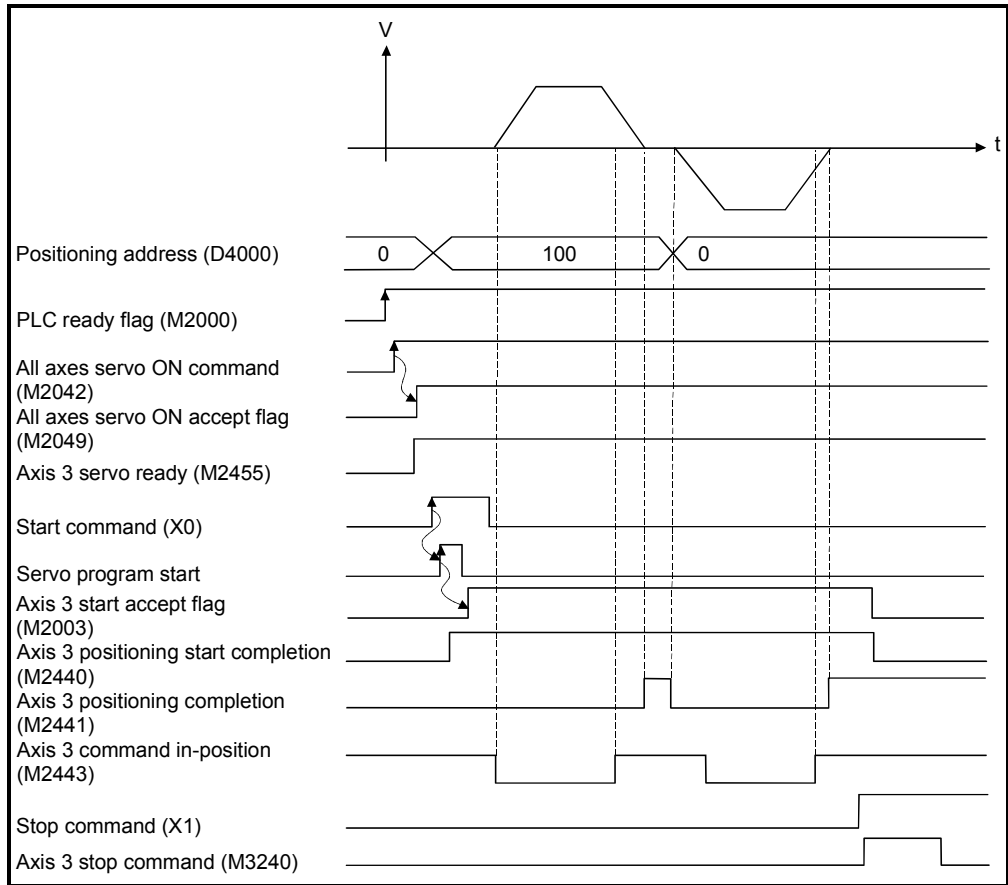 V
t
Positioning address (D4000)
0
100
0
PLC ready flag (M2000)
All axes servo ON command
(M2042)
All axes servo ON accept flag
(M2049)
Axis 3 servo ready (M2455)
Start command (X0)
Servo program start
Axis 3 start accept flag
(M2003)
Axis 3 positioning start completion
(M2440)
Axis 3 positioning completion
(M2441)
Axis 3 command in-position
(M2443)
Stop command (X1)
Axis 3 stop command (M3240)